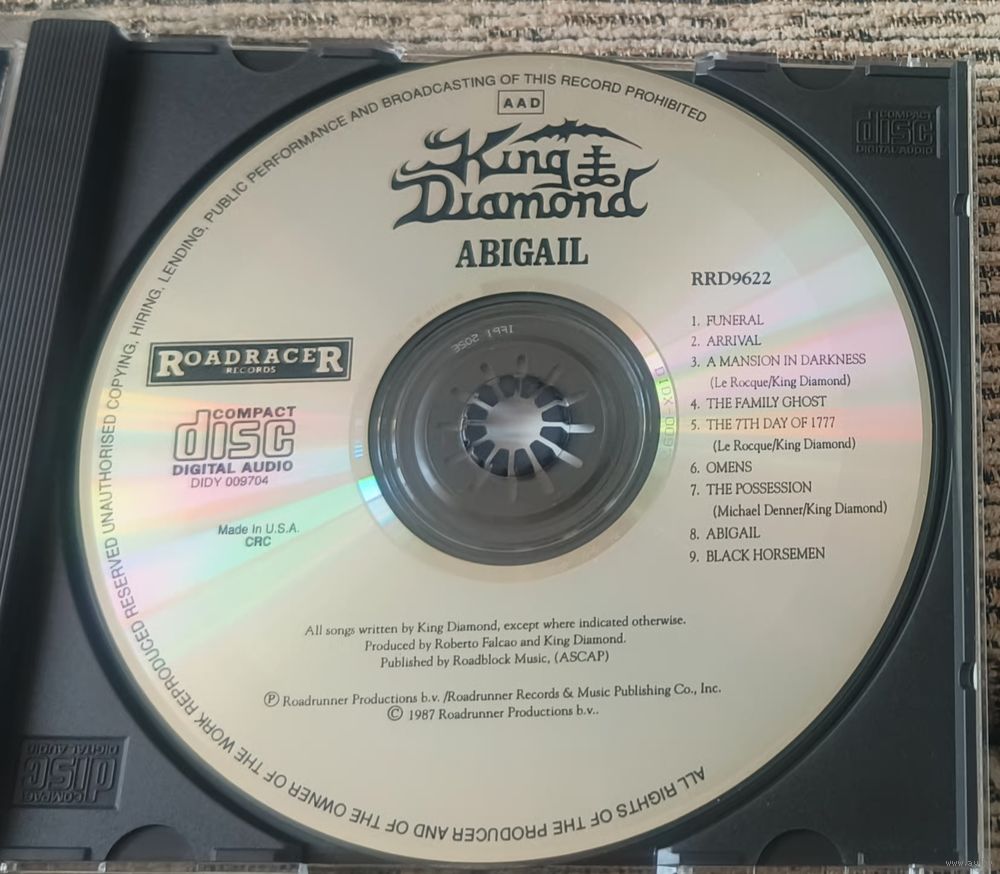 ALL RIGHTS OF THE PRODUCER AND OF THE OWNER OF THE WORK REPRODUCED RESERVED UNAUTHORISED COPYING, HIRING, LENDING, PUBLIC PERFORMANCE AND BROADCASTING OF THIS RECORD PROHIBITED
AAD
King Diamond
ABIGAIL
RRD9622
1. FUNERAL
2. ARRIVAL
3. A MANSION IN DARKNESS
(Le Rocque/King Diamond)
4. THE FAMILY GHOST
5. THE 7TH DAY OF 1777
(Le Rocque/King Diamond)
6. OMENS
7. THE POSSESSION
(Michael Denner/King Diamond)
8. ABIGAIL
9. BLACK HORSEMEN
ROADRACER
RECORDS
COMPACT
disc
DIGITAL AUDIO
DIDY 009704
Made In U.S.A.
CRC
All songs written by King Diamond, except where indicated otherwise.
Produced by Roberto Falcao and King Diamond.
Published by Roadblock Music, (ASCAP)
Ⓟ Roadrunner Productions b.v. /Roadrunner Records & Music Publishing Co., Inc.
© 1987 Roadrunner Productions b.v..
COMPACT
disc
DIGITAL AUDIO
COMPACT
disc
DIGITAL AUDIO